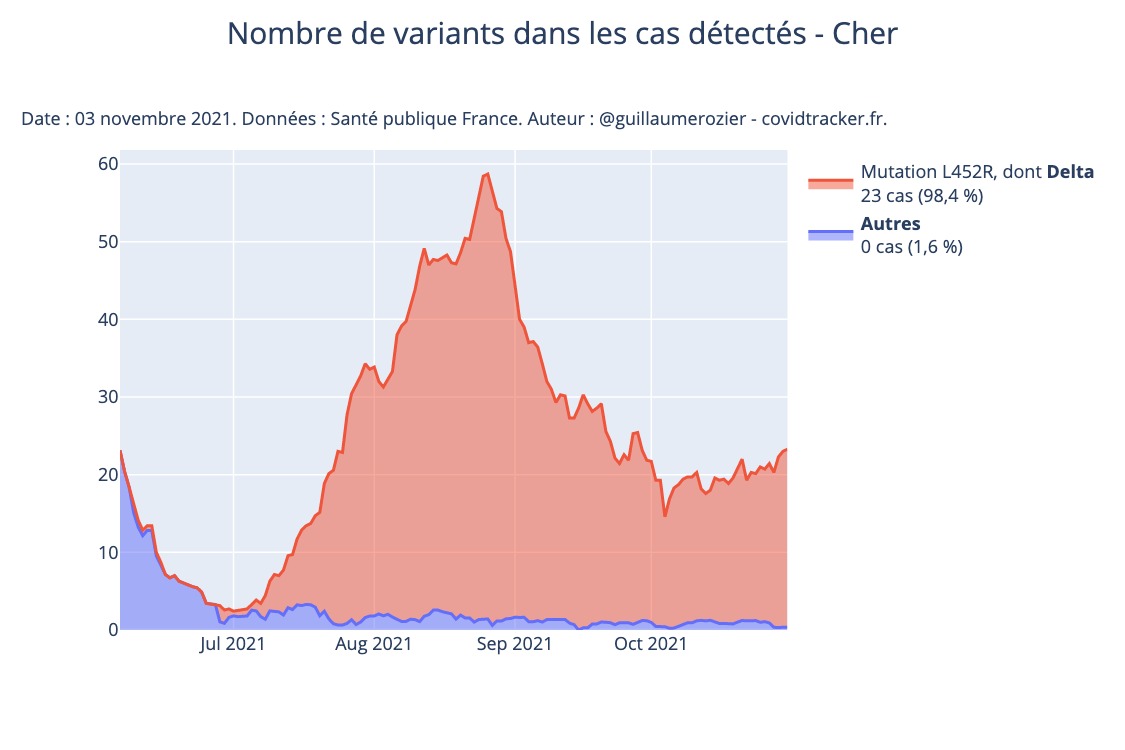 Nombre de variants dans les cas détectés - Cher
Date : 03 novembre 2021. Données : Santé publique France. Auteur : @guillaumerozier - covidtracker.fr.
60
50
40
30
20
10
0
Jul 2021
Aug 2021
Sep 2021
Oct 2021
Mutation L452R, dont Delta
23 cas (98,4 %)
Autres
0 cas (1,6 %)